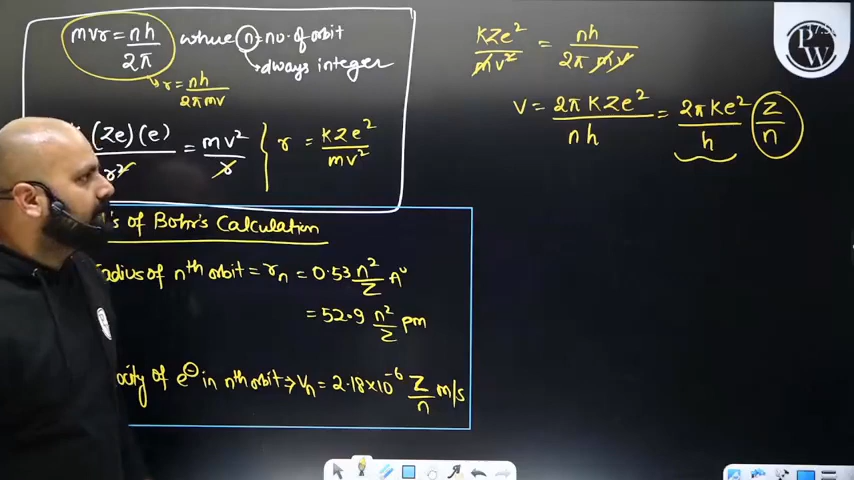 mvr = nh/2π where n = no. of orbit
→ always integer
→ r = nh/2πmv
(Ze)(e)/r² = mv²/r } r = KZe²/mv²
's of Bohr's Calculation
adius of nth orbit = rₙ = 0.53 n²/Z A°
= 52.9 n²/Z pm
ocity of e⊖ in nth orbit → Vₙ = 2.18×10⁻⁶ Z/n m/s
KZe²/mv² = nh/2πmv
V = 2πKZe²/nh = 2πKe²/h Z/n
PW